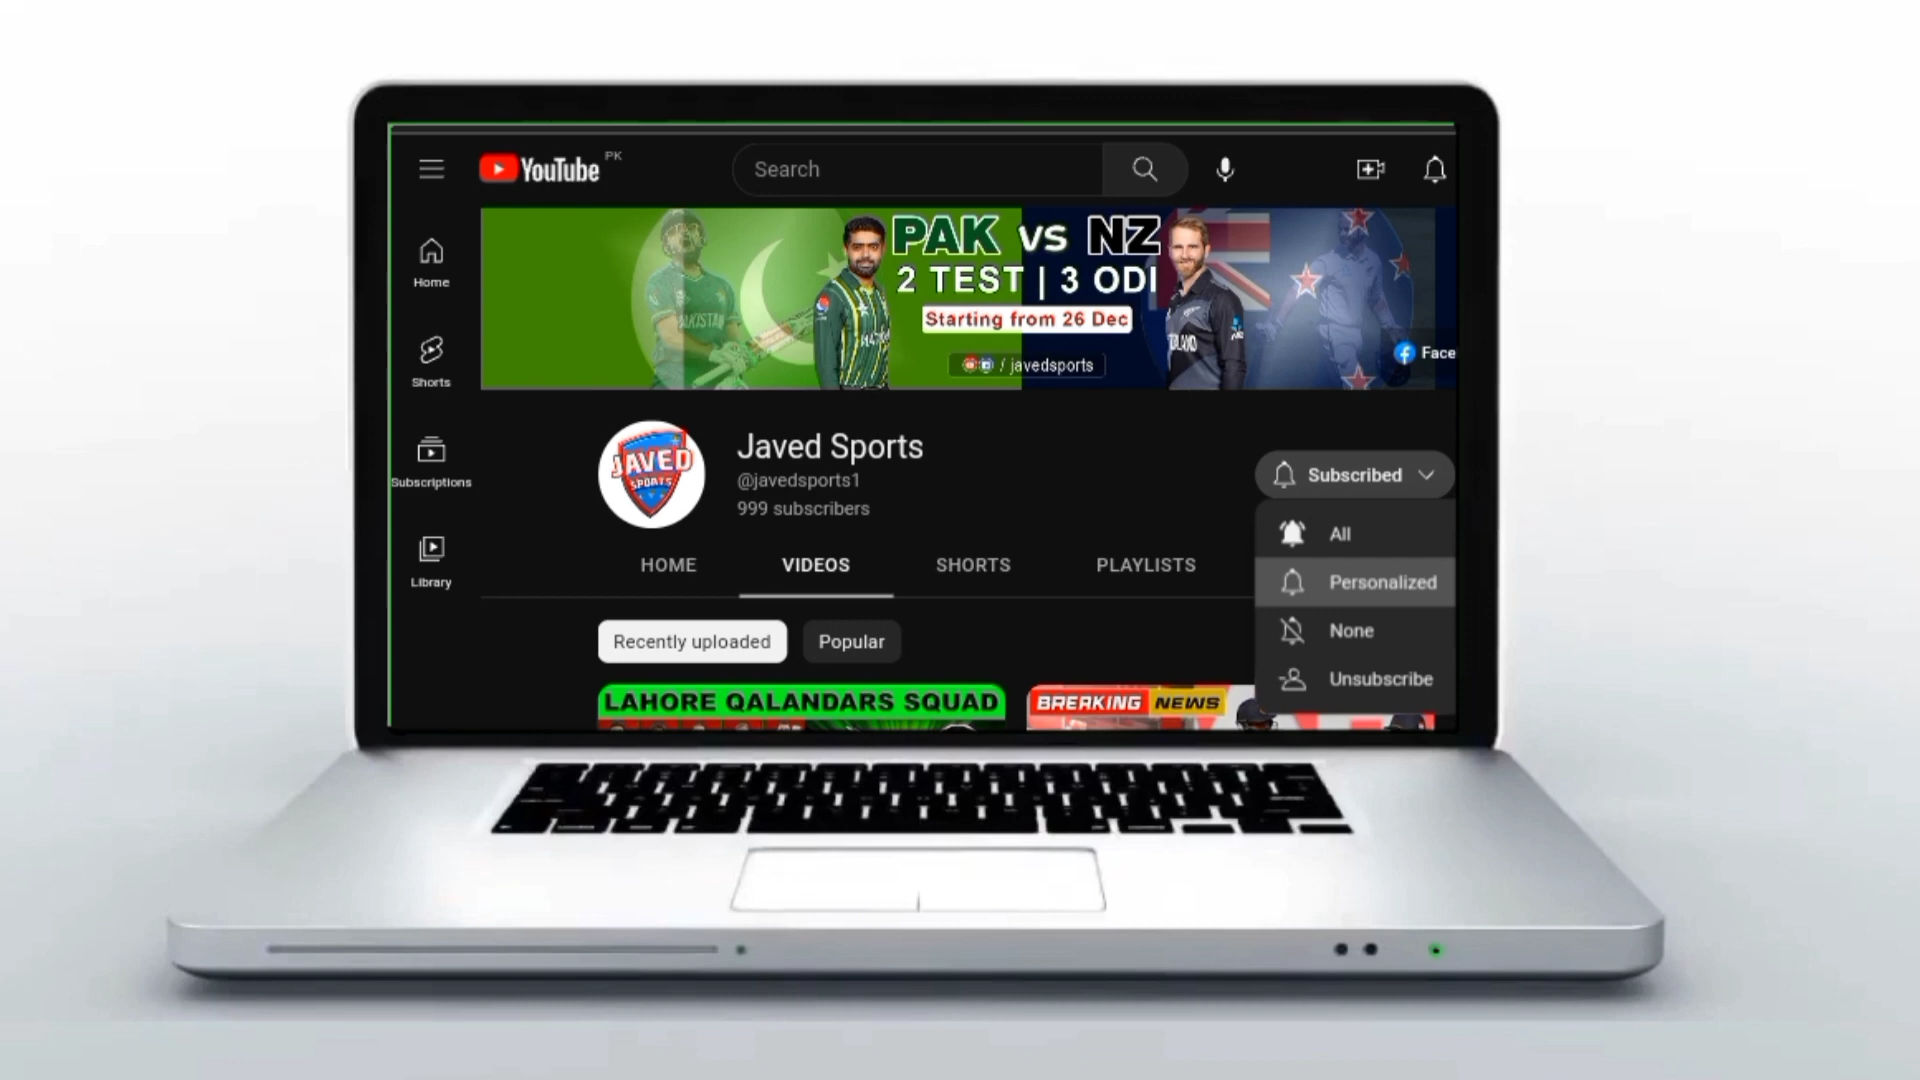 YouTube PK
Search
Home
Shorts
Subscriptions
Library
PAK vs NZ
2 TEST | 3 ODI
Starting from 26 Dec
/ javedsports
PAKISTAN
Face
JAVED
SPORTS
Javed Sports
@javedsports1
999 subscribers
Subscribed
All
Personalized
None
Unsubscribe
HOME
VIDEOS
SHORTS
PLAYLISTS
Recently uploaded
Popular
LAHORE QALANDARS SQUAD
BREAKING NEWS